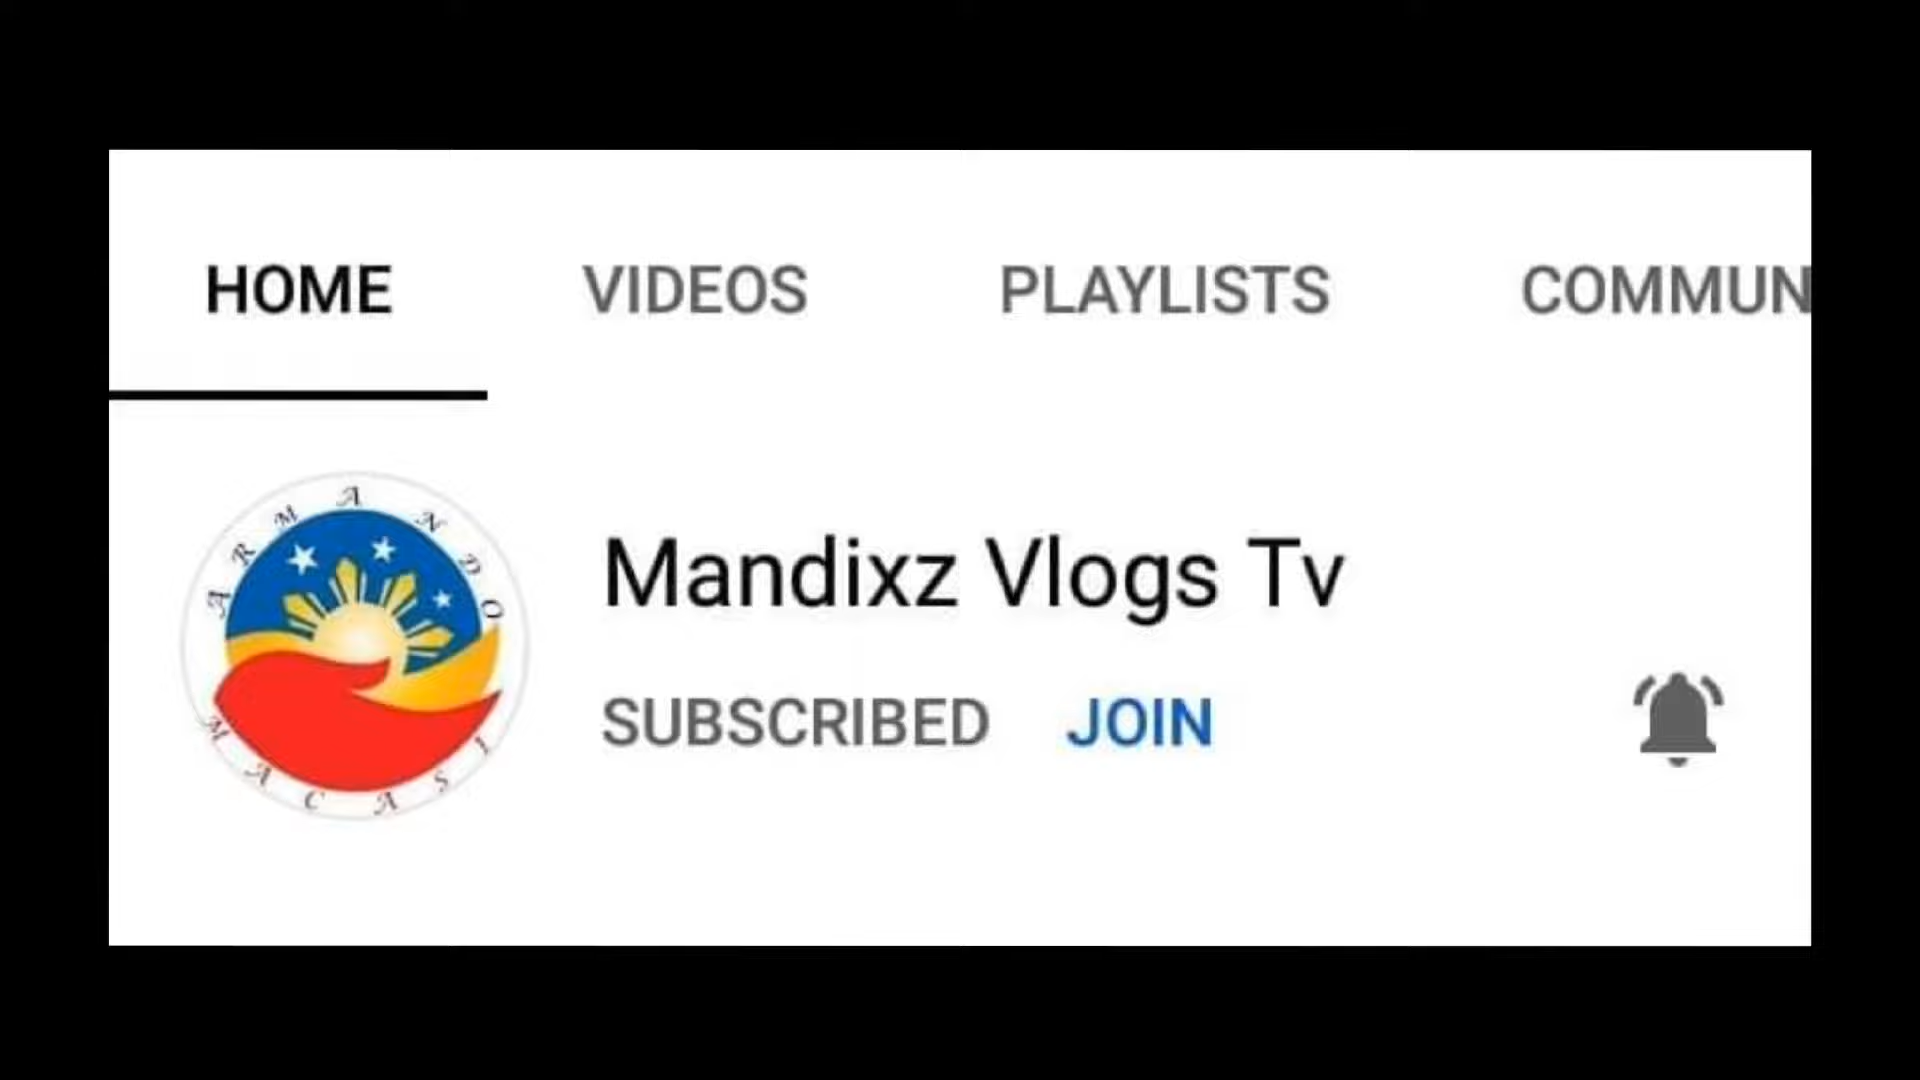 HOME VIDEOS PLAYLISTS COMMUN
ARMANDO
MACASI
Mandixz Vlogs Tv
SUBSCRIBED JOIN